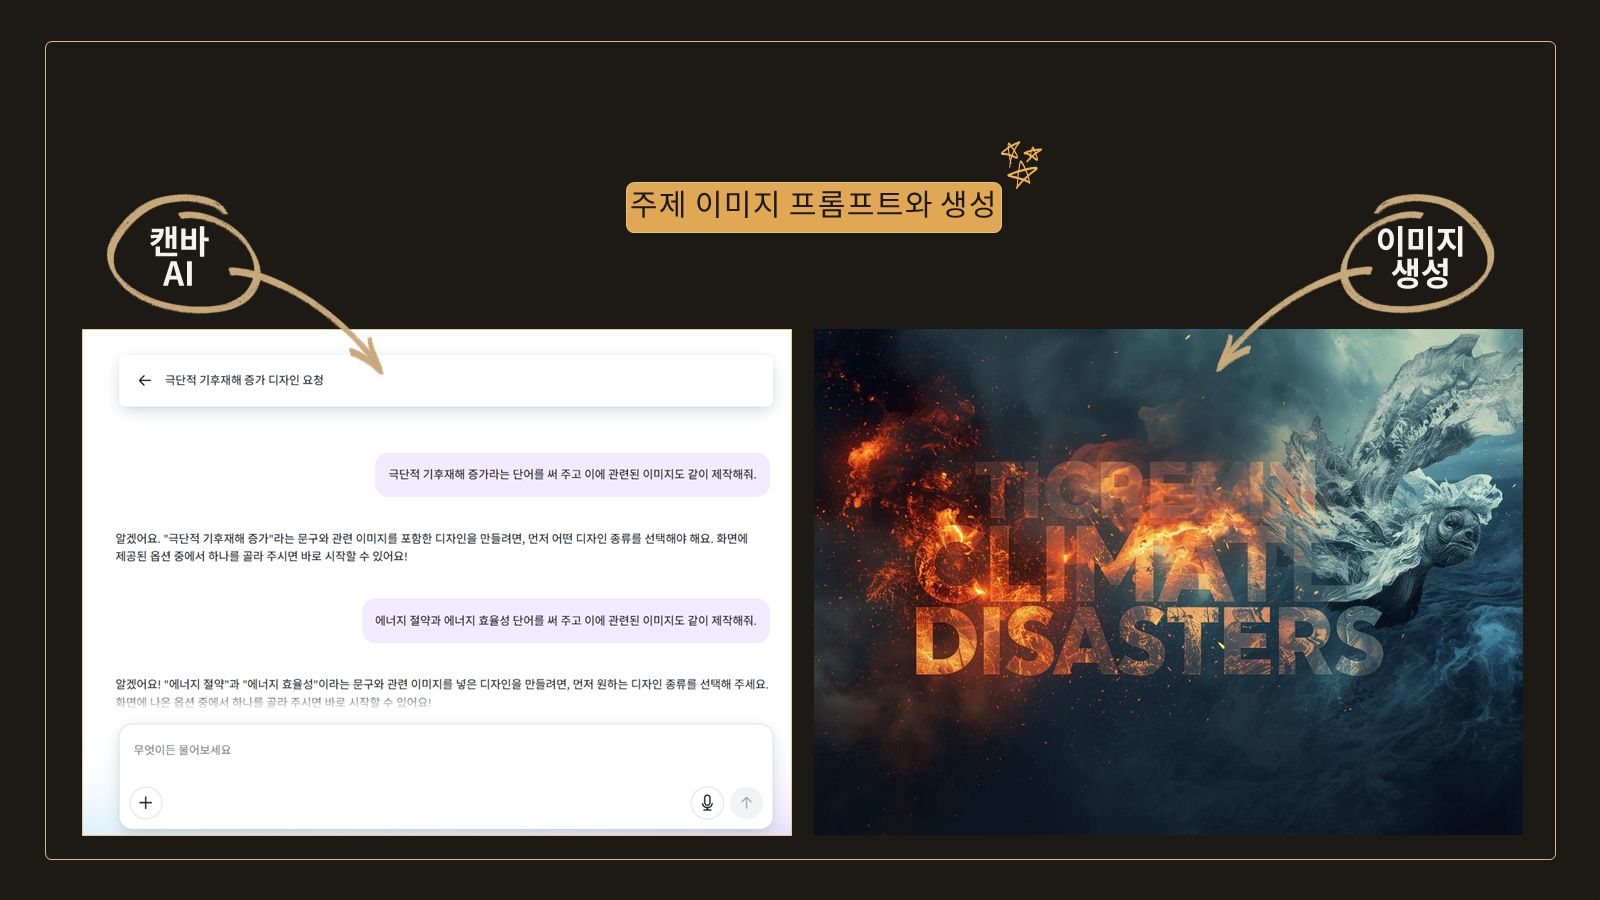 주제 이미지 프롬프트와 생성
캔바
AI
이미지
생성
극단적 기후재해 증가 디자인 요청
극단적 기후재해 증가라는 단어를 써 주고 이에 관련된 이미지도 같이 제작해줘.
알겠어요. "극단적 기후재해 증가"라는 문구와 관련 이미지를 포함한 디자인을 만들려면, 먼저 어떤 디자인 종류를 선택해야 해요. 화면에
제공된 옵션 중에서 하나를 골라 주시면 바로 시작할 수 있어요!
에너지 절약과 에너지 효율성 단어를 써 주고 이에 관련된 이미지도 같이 제작해줘.
알겠어요! "에너지 절약"과 "에너지 효율성"이라는 문구와 관련 이미지를 넣은 디자인을 만들려면, 먼저 원하는 디자인 종류를 선택해 주세요.
화면에 나온 옵션 중에서 하나를 골라 주시면 바로 시작할 수 있어요!
무엇이든 물어보세요
CLIMATE
DISASTERS